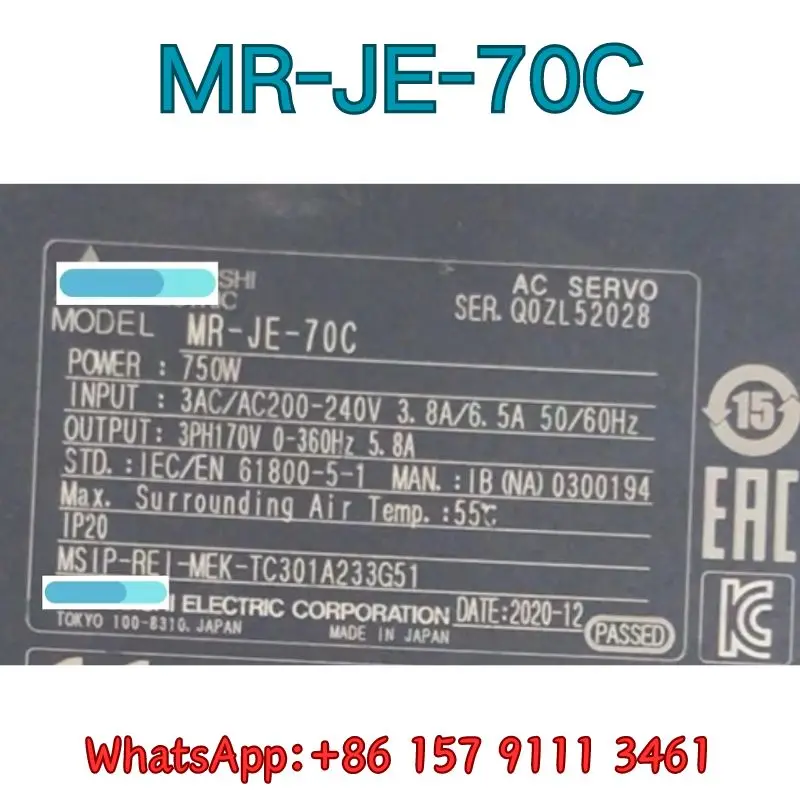 MR-JE-70C
SHI
AC SERVO
SER. Q0ZL52028
MODEL MR-JE-70C
POWER : 750W
INPUT : 3AC/AC200-240V 3.8A/6.5A 50/60Hz
OUTPUT: 3PH170V 0-360Hz 5.8A
STD. : IEC/EN 61800-5-1 MAN. : IB (NA) 0300194
Max. Surrounding Air Temp. :55℃
IP20
MSIP-REI-MEK-TC301A233G51
I ELECTRIC CORPORATION DATE:2020-12
TOKYO 100-8310, JAPAN MADE IN JAPAN
PASSED
15
EAC
WhatsApp:+86 157 9111 3461